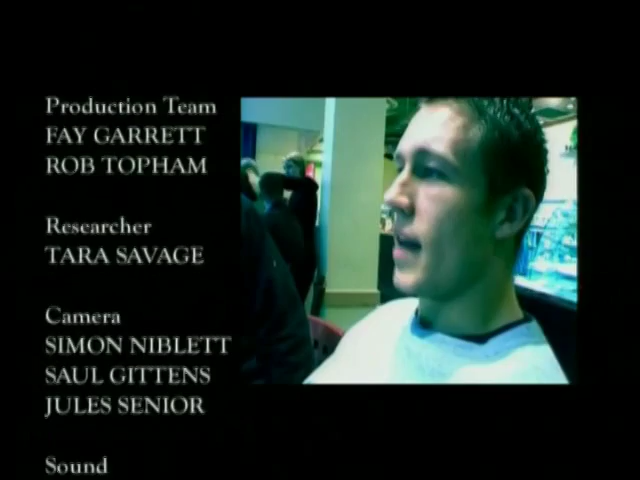 Production Team
FAY GARRETT
ROB TOPHAM
Researcher
TARA SAVAGE
Camera
SIMON NIBLETT
SAUL GITTENS
JULES SENIOR
Sound